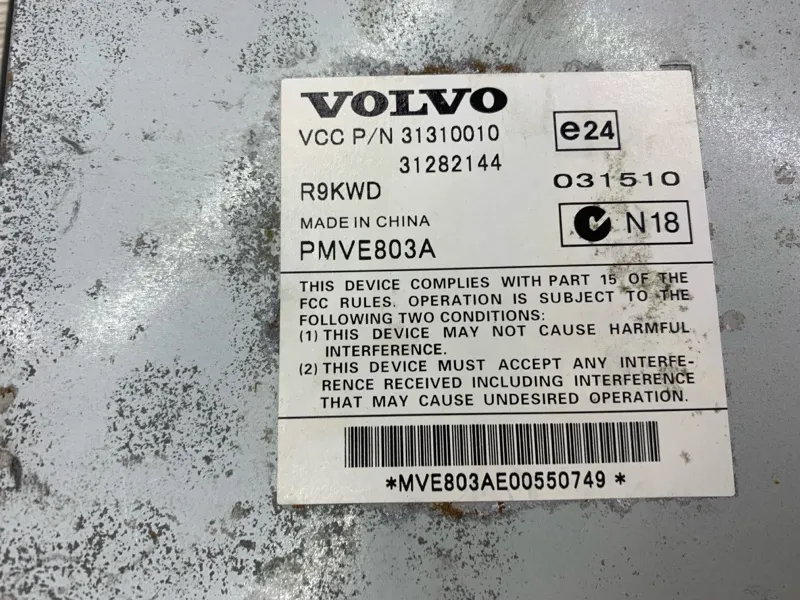 VOLVO
VCC P/N 31310010
31282144
e24
R9KWD
031510
MADE IN CHINA
N18
PMVE803A
THIS DEVICE COMPLIES WITH PART 15 OF THE
FCC RULES. OPERATION IS SUBJECT TO THE
FOLLOWING TWO CONDITIONS:
(1) THIS DEVICE MAY NOT CAUSE HARMFUL
INTERFERENCE.
(2) THIS DEVICE MUST ACCEPT ANY INTERFE-
RENCE RECEIVED INCLUDING INTERFERENCE
THAT MAY CAUSE UNDESIRED OPERATION.
*MVE803AE00550749*